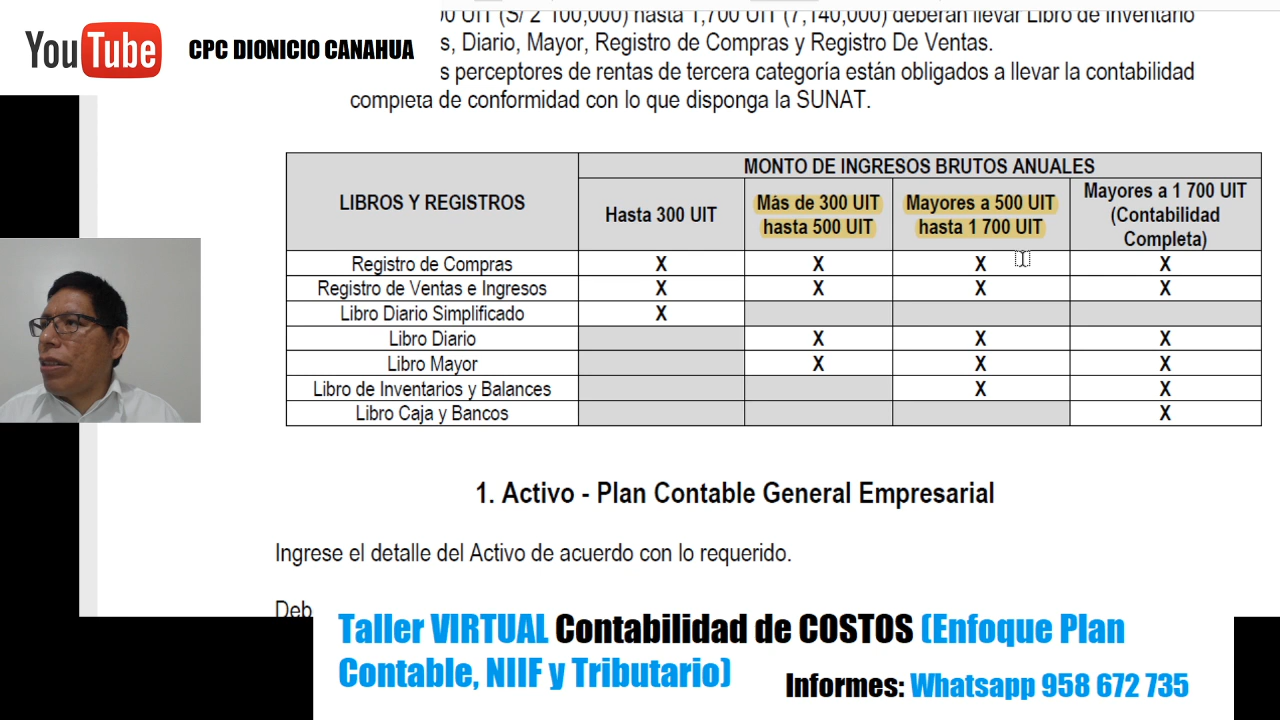 YouTube CPC DIONICIO CANAHUA
00 UIT (S/ 2 100,000) hasta 1,700 UIT (7,140,000) deberán llevar Libro de Inventario
s, Diario, Mayor, Registro de Compras y Registro De Ventas.
s perceptores de rentas de tercera categoría están obligados a llevar la contabilidad
completa de conformidad con lo que disponga la SUNAT.
LIBROS Y REGISTROS
MONTO DE INGRESOS BRUTOS ANUALES
Hasta 300 UIT
Más de 300 UIT
hasta 500 UIT
Mayores a 500 UIT
hasta 1 700 UIT
Mayores a 1 700 UIT
(Contabilidad
Completa)
Registro de Compras X X X X
Registro de Ventas e Ingresos X X X X
Libro Diario Simplificado X
Libro Diario X X X
Libro Mayor X X X
Libro de Inventarios y Balances X X
Libro Caja y Bancos X
1. Activo - Plan Contable General Empresarial
Ingrese el detalle del Activo de acuerdo con lo requerido.
Deb
Taller VIRTUAL Contabilidad de COSTOS (Enfoque Plan
Contable, NIIF y Tributario)
Informes: Whatsapp 958 672 735